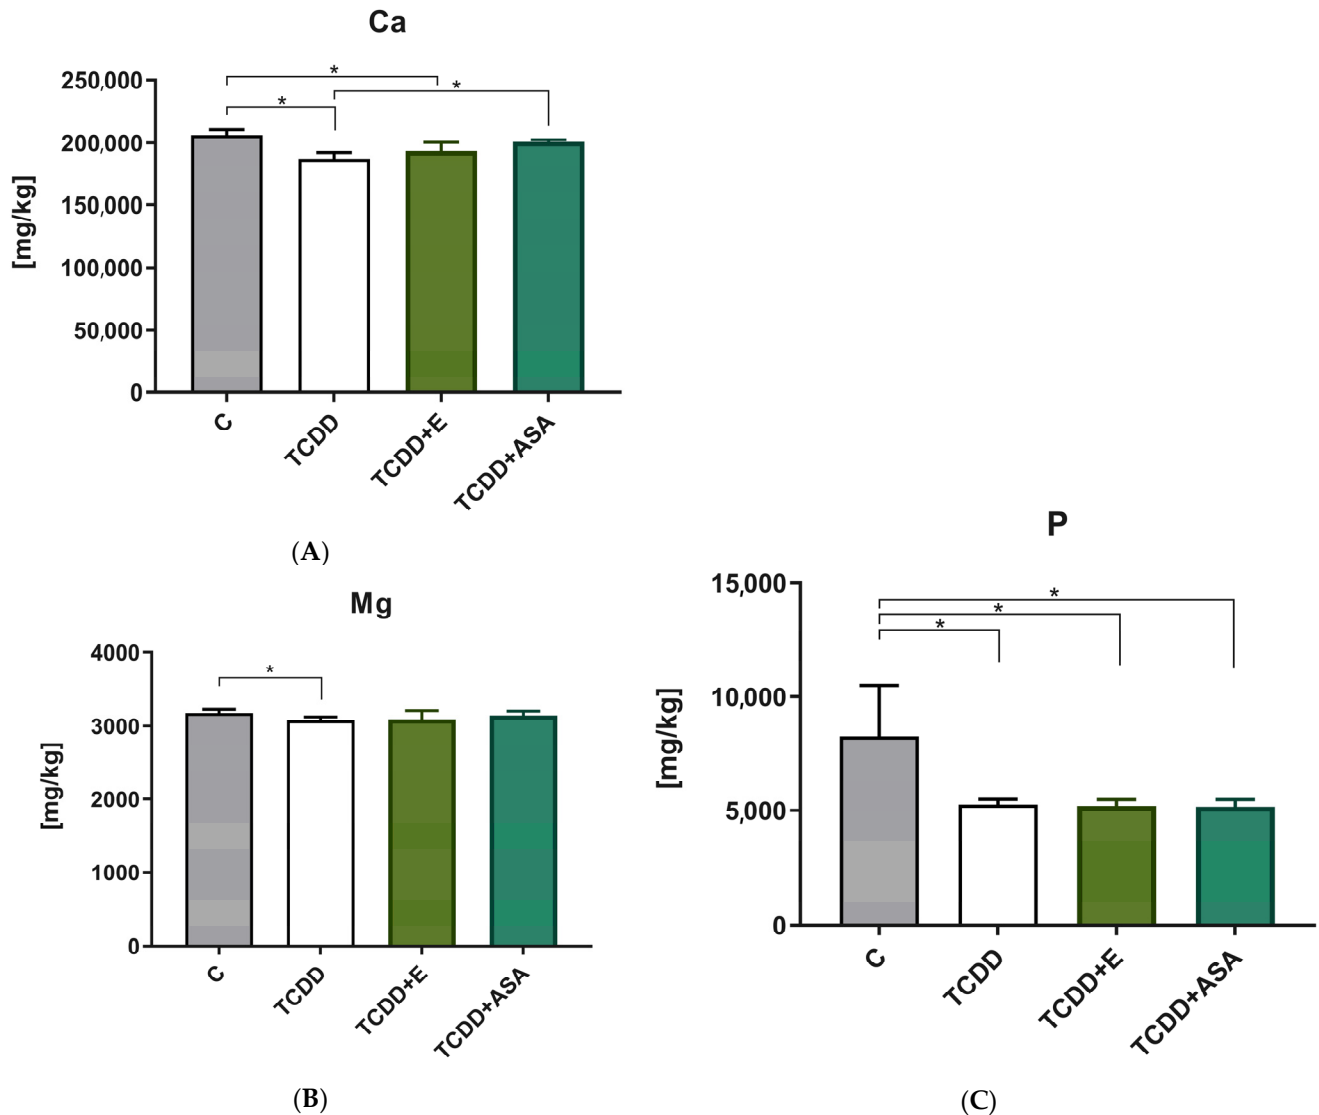 Ca
*
*
*
250,000
200,000
150,000
100,000
50,000
0
[mg/kg]
C
TCDD
TCDD+E
TCDD+ASA
(A)
Mg
*
4000
3000
2000
1000
0
[mg/kg]
C
TCDD
TCDD+E
TCDD+ASA
(B)
P
*
*
*
15,000
10,000
5,000
0
[mg/kg]
C
TCDD
TCDD+E
TCDD+ASA
(C)